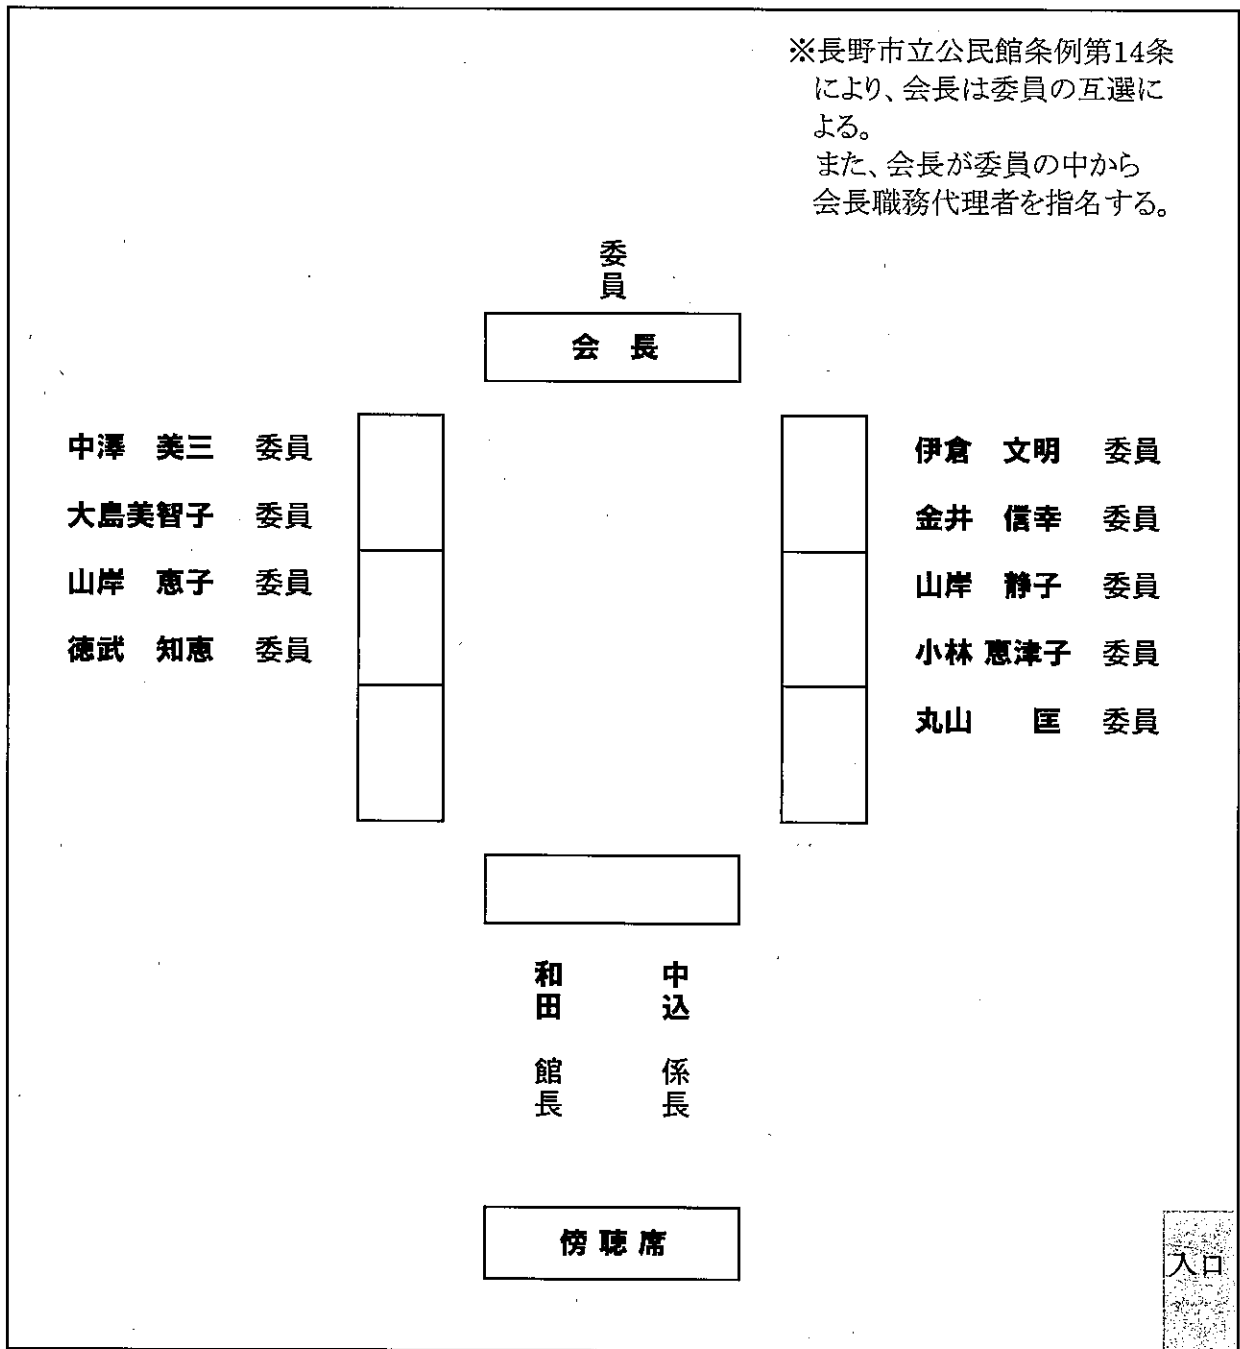 ※長野市立公民館条例第14条
により、会長は委員の互選に
よる。
また、会長が委員の中から
会長職務代理者を指名する。
委員
会 長
中澤 美三 委員
大島美智子 委員
山岸 恵子 委員
徳武 知恵 委員
伊倉 文明 委員
金井 信幸 委員
山岸 静子 委員
小林 恵津子 委員
丸山 匡 委員
和田 館長
中込 係長
傍聴席
入口